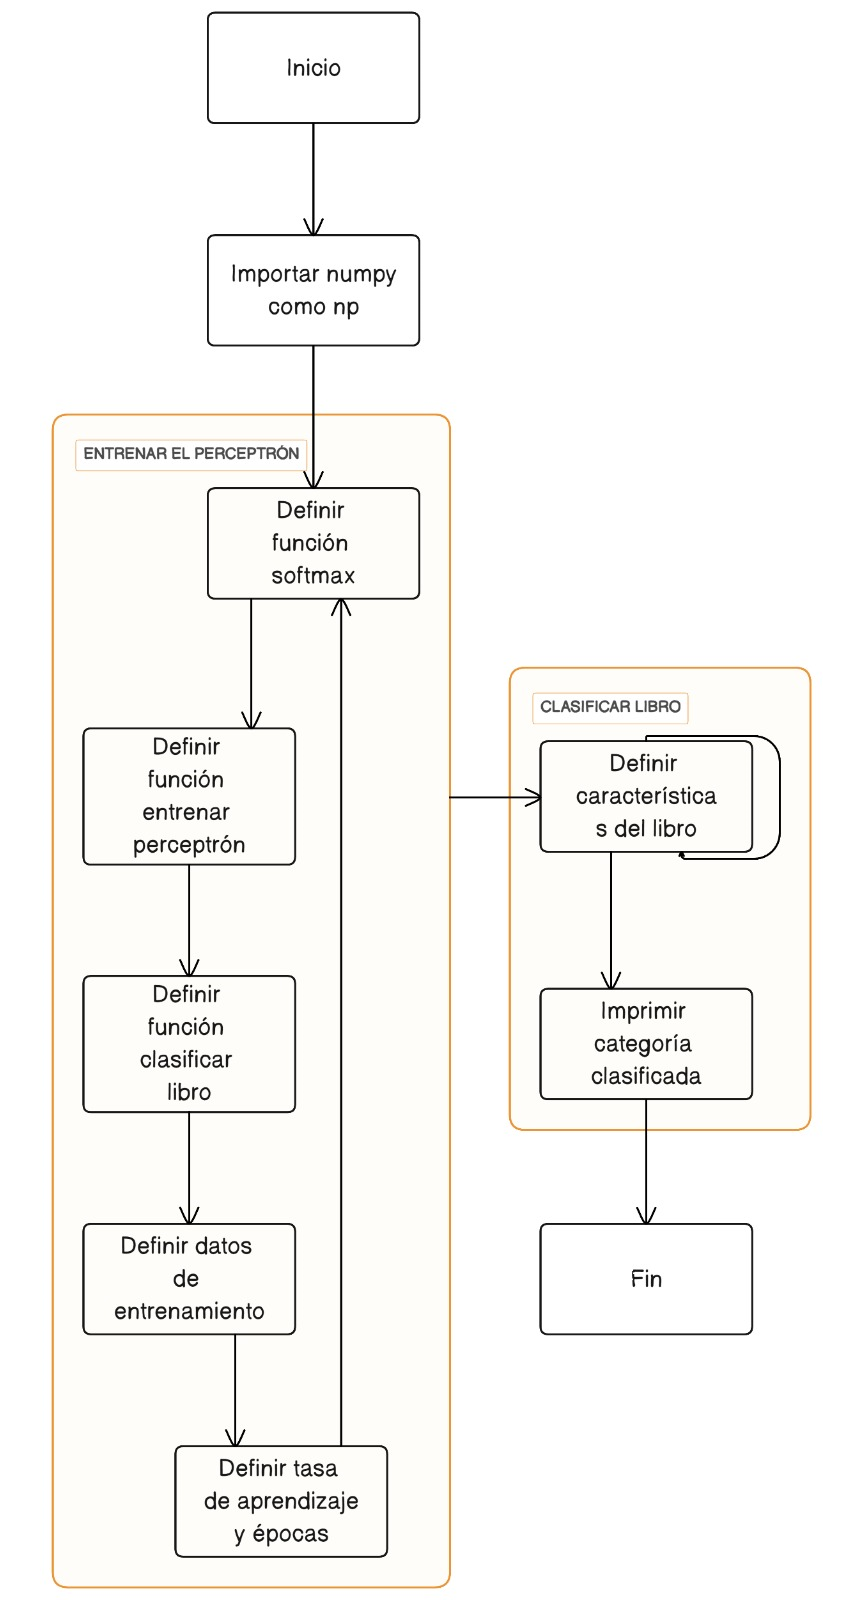 Inicio
Importar numpy
como np
ENTRENAR EL PERCEPTRÓN
Definir
función
softmax
Definir
función
entrenar
perceptrón
Definir
función
clasificar
libro
Definir datos
de
entrenamiento
Definir tasa
de aprendizaje
y épocas
CLASIFICAR LIBRO
Definir
característica
s del libro
Imprimir
categoría
clasificada
Fin